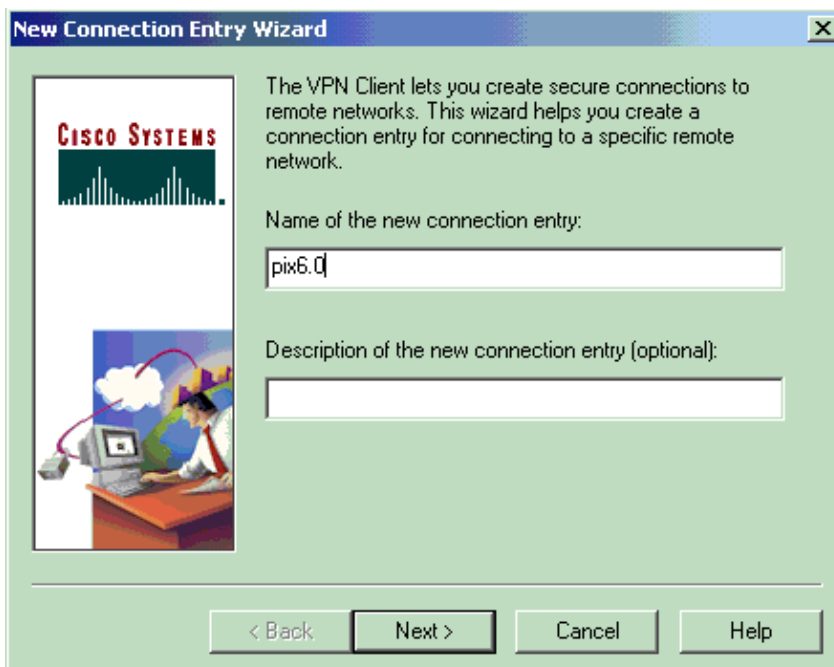 New Connection Entry Wizard
CISCO SYSTEMS
The VPN Client lets you create secure connections to
remote networks. This wizard helps you create a
connection entry for connecting to a specific remote
network.
Name of the new connection entry:
pix6.0
Description of the new connection entry (optional):
< Back
Next >
Cancel
Help